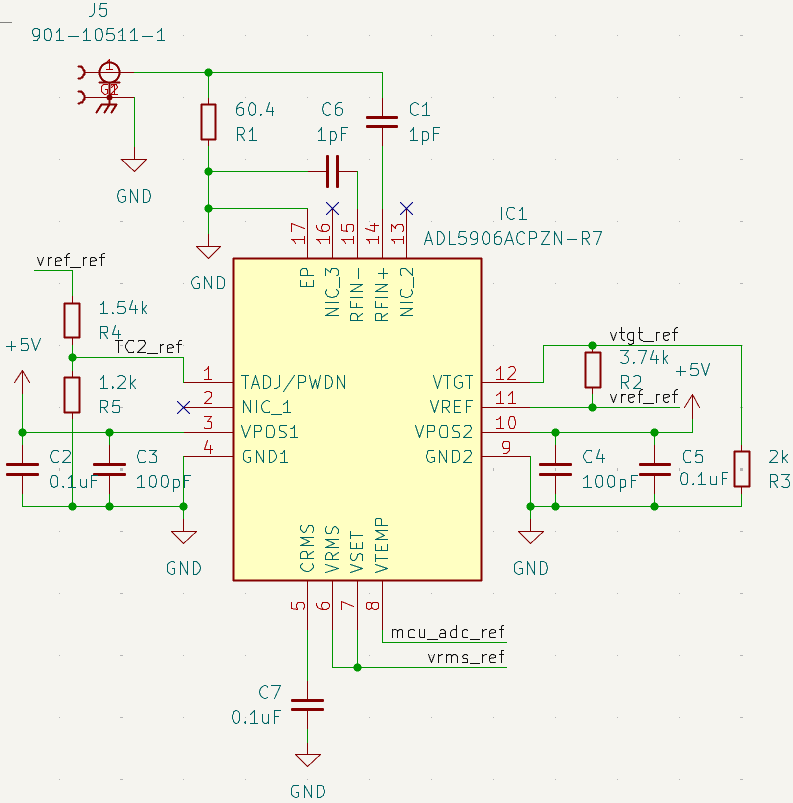 J5
901-10511-1
1
60.4
R1
C6
1pF
C1
1pF
GND
GND
17
16
15
14
13
IC1
ADL5906ACPZN-R7
EP
NIC_3
RFIN-
RFIN+
NIC_2
vref_ref
1.54k
R4
TC2_ref
+5V
1.2k
R5
1
TADJ/PWDN
2
NIC_1
3
VPOS1
4
GND1
VTGT
12
VREF
11
VPOS2
10
GND2
9
vtgt_ref
3.74k
R2
vref_ref
+5V
C2
0.1uF
C3
100pF
C4
100pF
C5
0.1uF
2k
R3
GND
GND
CRMS
VRMS
VSET
VTEMP
5
6
7
8
mcu_adc_ref
vrms_ref
C7
0.1uF
GND